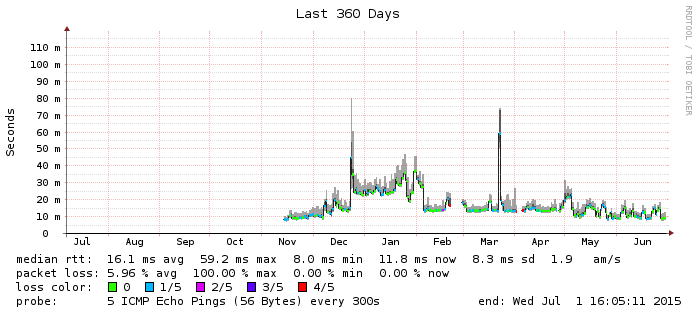 Last 360 Days
RRDTOOL / TOBI OETIKER
Seconds
110 m
100 m
90 m
80 m
70 m
60 m
50 m
40 m
30 m
20 m
10 m
0
Jul Aug Sep Oct Nov Dec Jan Feb Mar Apr May Jun
median rtt: 16.1 ms avg 59.2 ms max 8.0 ms min 11.8 ms now 8.3 ms sd 1.9 am/s
packet loss: 5.96 % avg 100.00 % max 0.00 % min 0.00 % now
loss color: 0 1/5 2/5 3/5 4/5
probe: 5 ICMP Echo Pings (56 Bytes) every 300s end: Wed Jul 1 16:05:11 2015